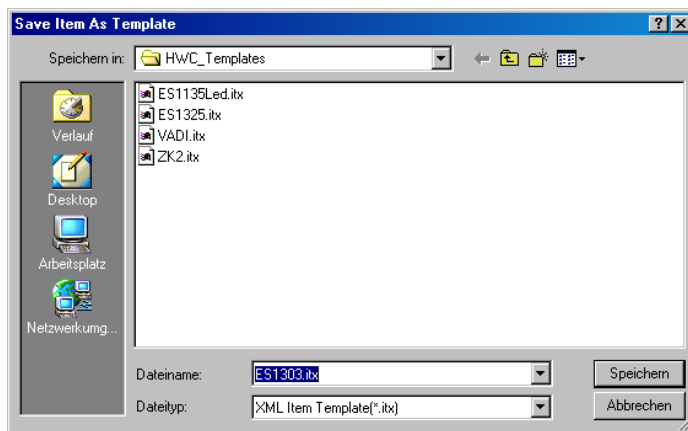 Save Item As Template
Speichern in:
HWC_Templates
Verlauf
Desktop
Arbeitsplatz
Netzwerkumg...
ES1135Led.itx
ES1325.itx
VADI.itx
ZK2.itx
Dateiname:
ES1303.itx
Speichern
Dateityp:
XML Item Template(*.itx)
Abbrechen